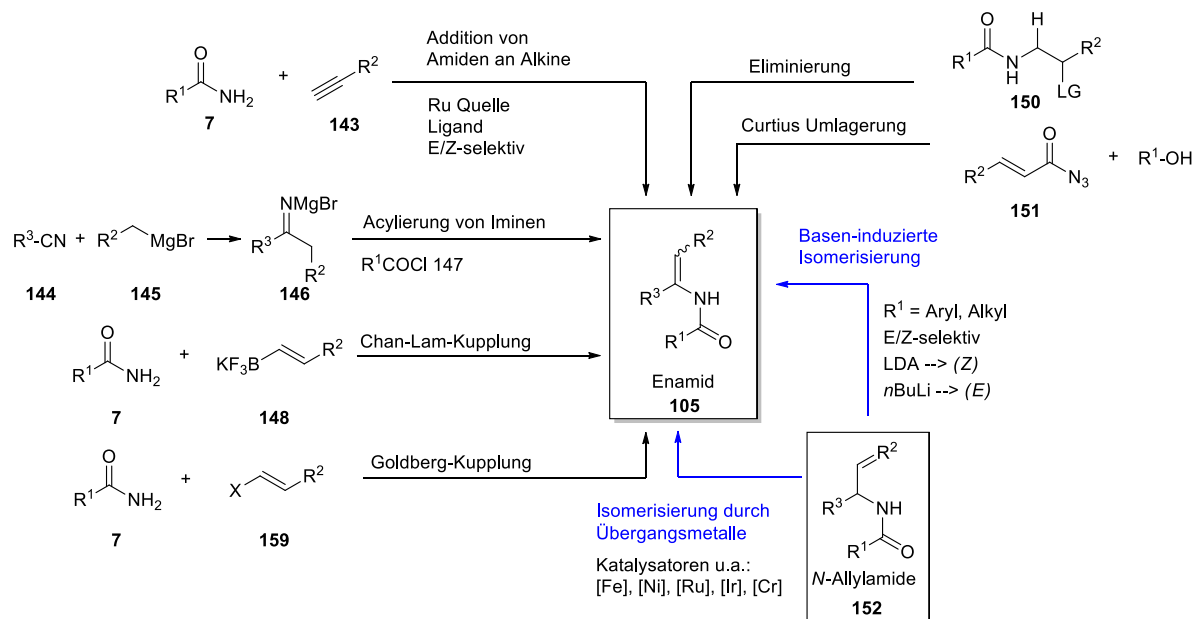 Addition von
Amiden an Alkine
Ru Quelle
Ligand
E/Z-selektiv
O
R1
NH2
7
+
R2
143
Eliminierung
O
R1
N
H
H
R2
LG
150
Curtius Umlagerung
O
R2
N3
151
+
R1-OH
R3-CN
144
+
R2
MgBr
145
NMgBr
R3
R2
146
Acylierung von Iminen
R1COCl 147
R2
R3
NH
R1
O
Enamid
105
Basen-induzierte
Isomerisierung
R1 = Aryl, Alkyl
E/Z-selektiv
LDA --> (Z)
nBuLi --> (E)
O
R1
NH2
7
+
KF3B
R2
148
Chan-Lam-Kupplung
O
R1
NH2
7
+
X
R2
159
Goldberg-Kupplung
Isomerisierung durch
Übergangsmetalle
Katalysatoren u.a.:
[Fe], [Ni], [Ru], [Ir], [Cr]
R2
R3
NH
R1
O
N-Allylamide
152